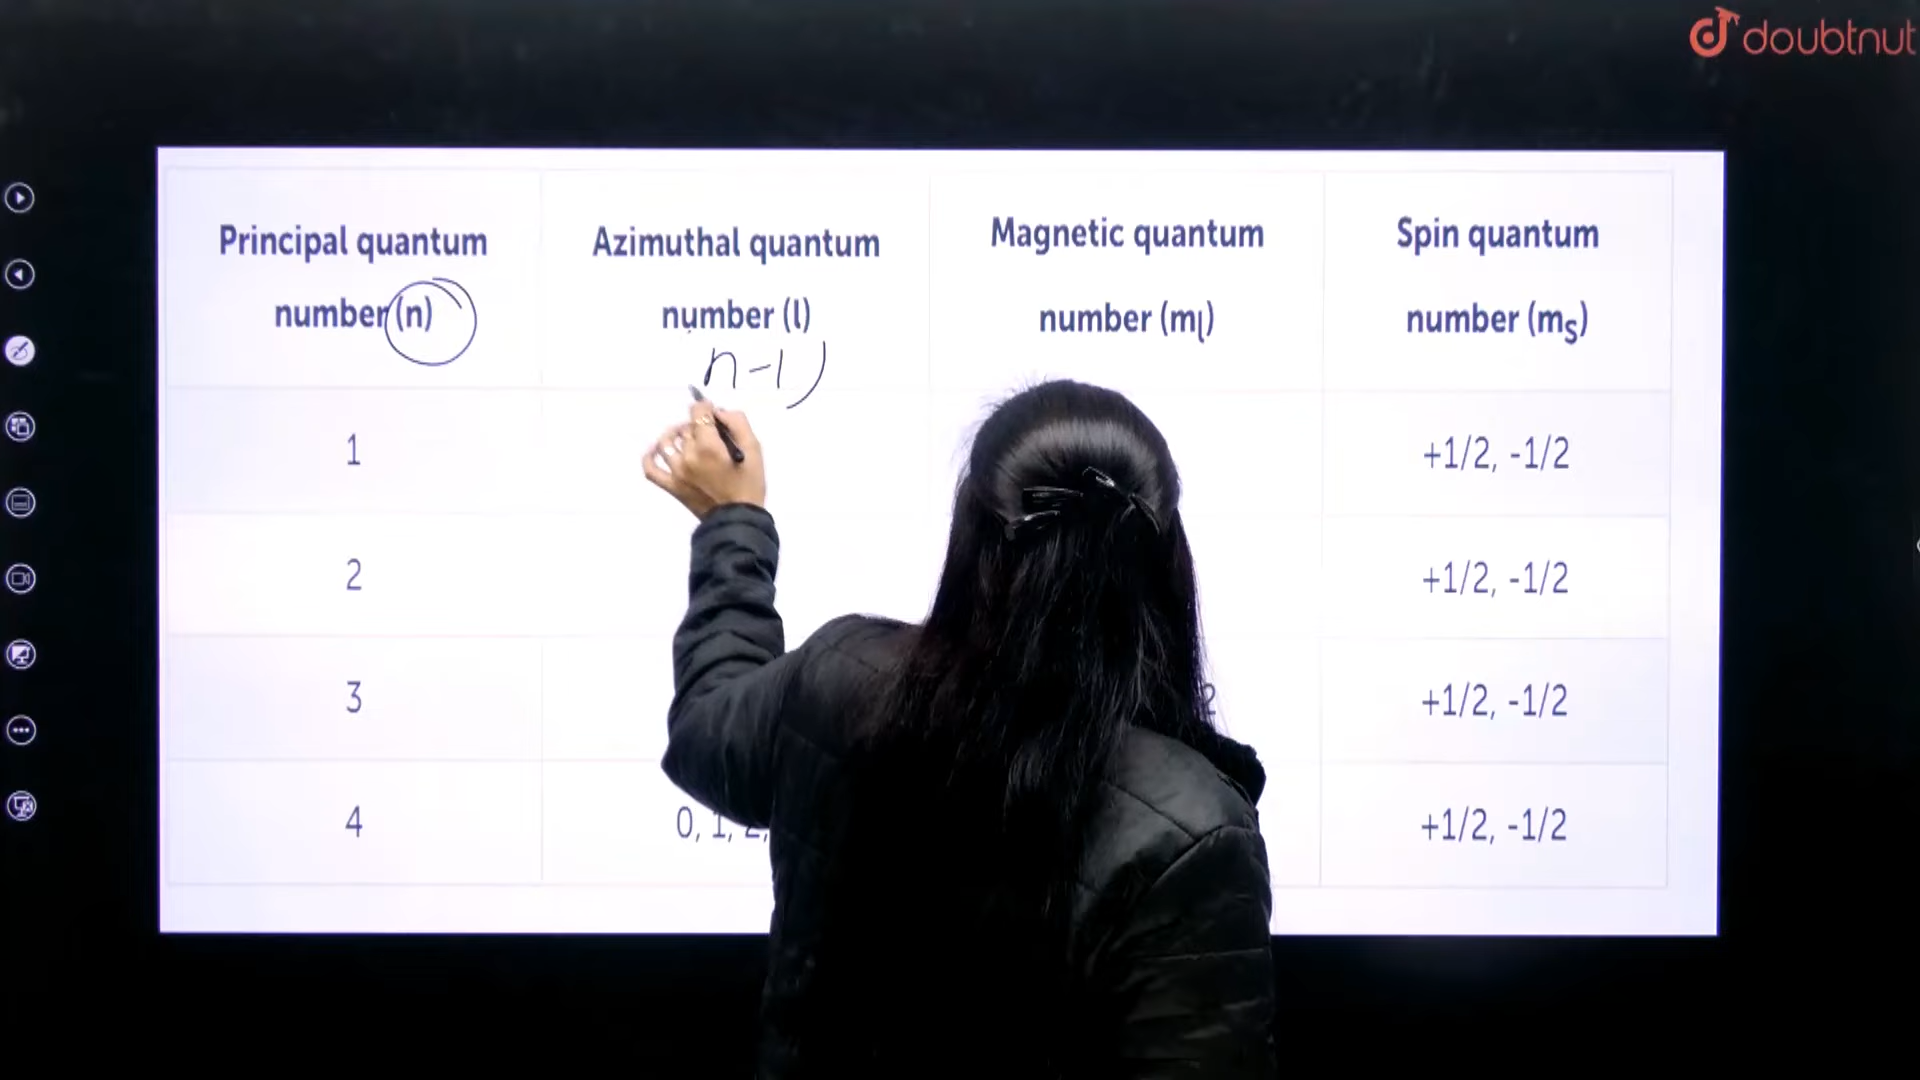 doubtnut
Principal quantum
number (n)
Azimuthal quantum
number (l)
n-1)
Magnetic quantum
number (ml)
Spin quantum
number (ms)
1
+1/2, -1/2
2
+1/2, -1/2
3
2
+1/2, -1/2
4
0, 1, 2,
+1/2, -1/2